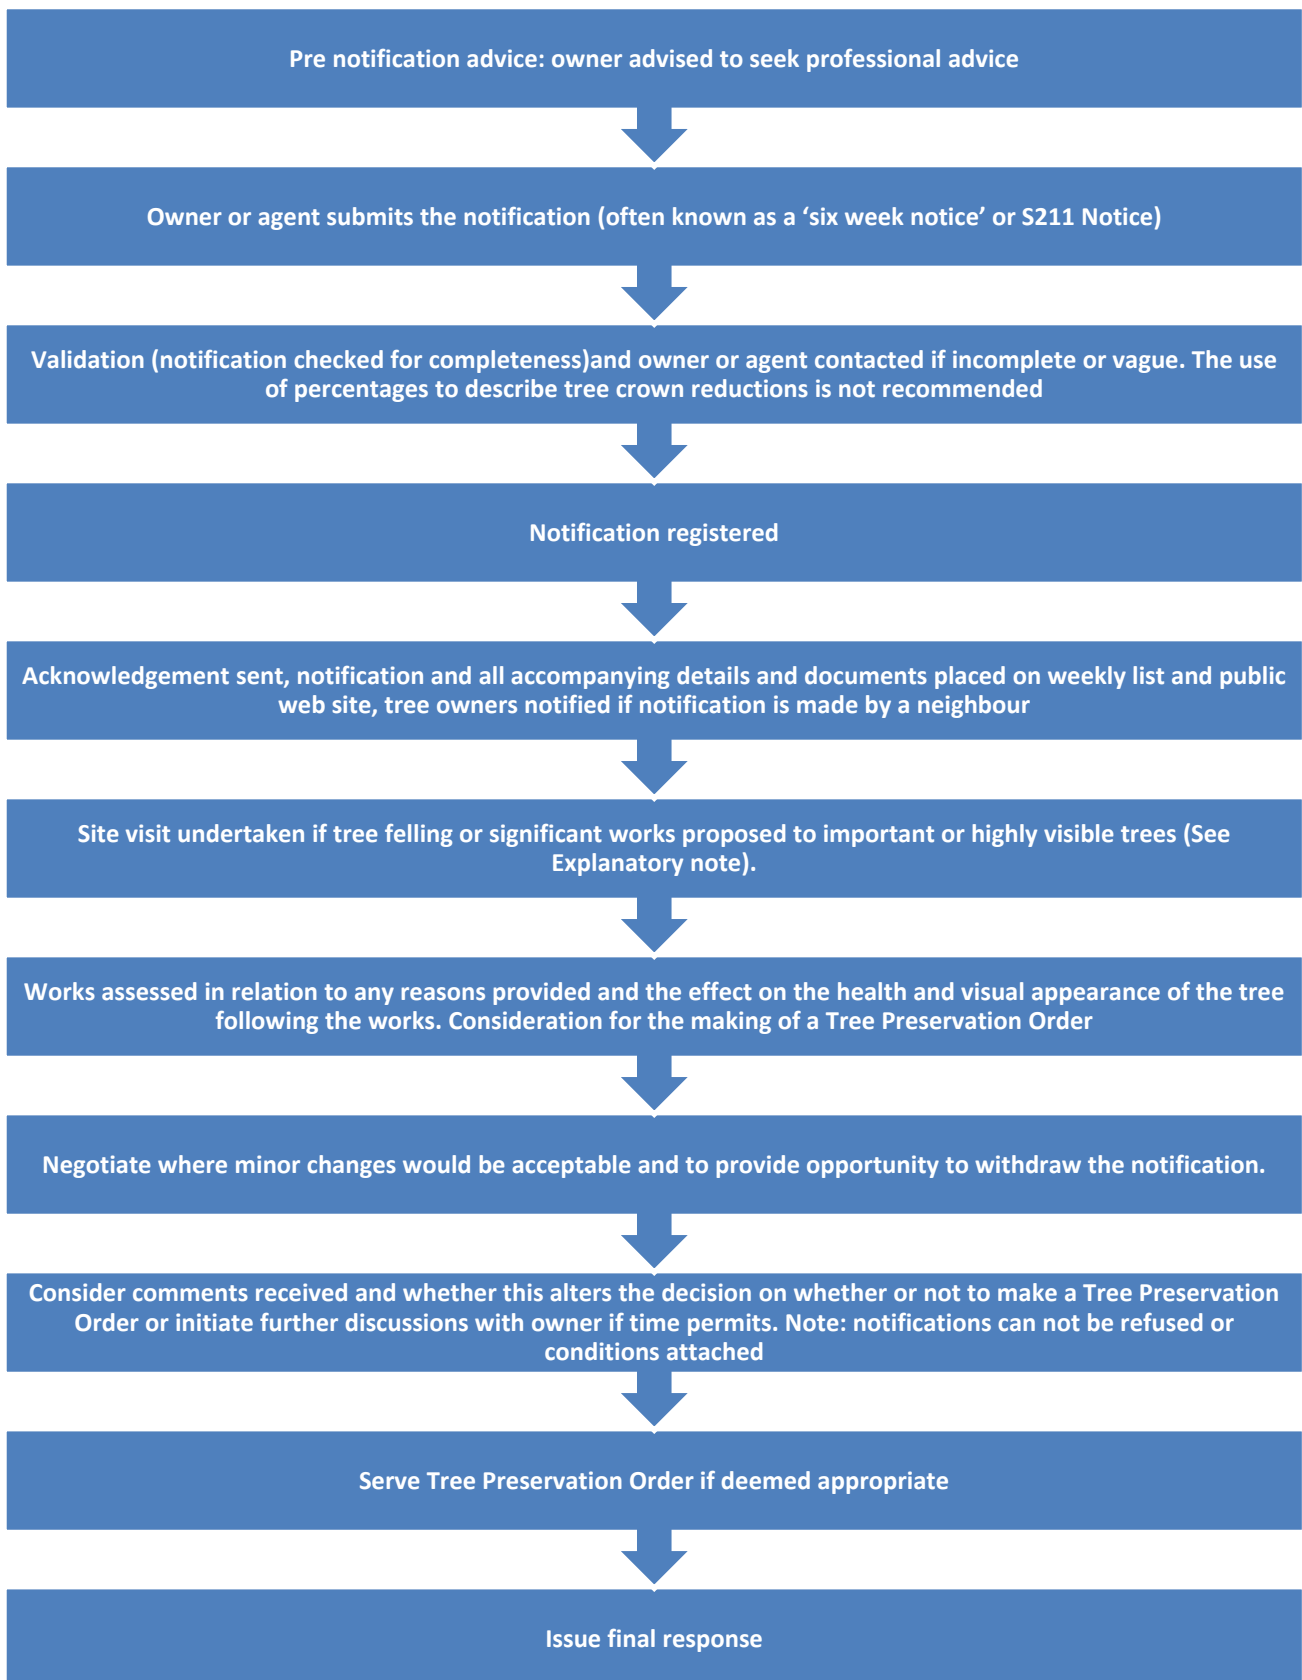 Pre notification advice: owner advised to seek professional advice
Owner or agent submits the notification (often known as a ‘six week notice’ or S211 Notice)
Validation (notification checked for completeness)and owner or agent contacted if incomplete or vague. The use
of percentages to describe tree crown reductions is not recommended
Notification registered
Acknowledgement sent, notification and all accompanying details and documents placed on weekly list and public
web site, tree owners notified if notification is made by a neighbour
Site visit undertaken if tree felling or significant works proposed to important or highly visible trees (See
Explanatory note).
Works assessed in relation to any reasons provided and the effect on the health and visual appearance of the tree
following the works. Consideration for the making of a Tree Preservation Order
Negotiate where minor changes would be acceptable and to provide opportunity to withdraw the notification.
Consider comments received and whether this alters the decision on whether or not to make a Tree Preservation
Order or initiate further discussions with owner if time permits. Note: notifications can not be refused or
conditions attached
Serve Tree Preservation Order if deemed appropriate
Issue final response